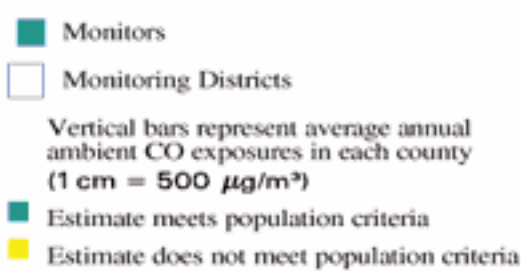 Monitors
Monitoring Districts
Vertical bars represent average annual
ambient CO exposures in each county
(1 cm = 500 µg/m³)
Estimate meets population criteria
Estimate does not meet population criteria